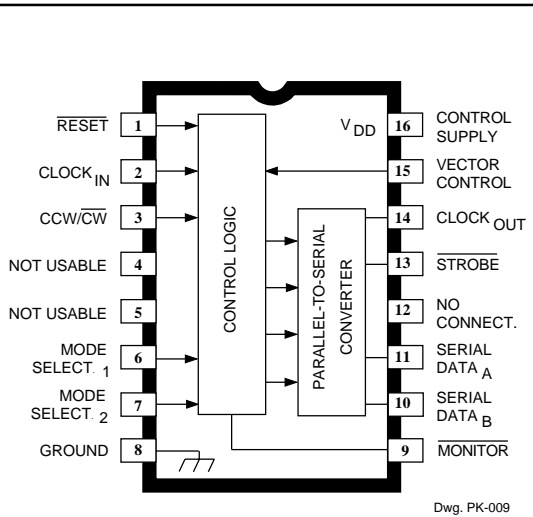 RESET 1
CLOCK IN 2
CCW/CW 3
NOT USABLE 4
NOT USABLE 5
MODE
SELECT. 1 6
MODE
SELECT. 2 7
GROUND 8
CONTROL LOGIC
PARALLEL-TO-SERIAL
CONVERTER
V DD
16 CONTROL
SUPPLY
15 VECTOR
CONTROL
14 CLOCK OUT
13 STROBE
12 NO
CONNECT.
11 SERIAL
DATA A
10 SERIAL
DATA B
9 MONITOR
Dwg. PK-009